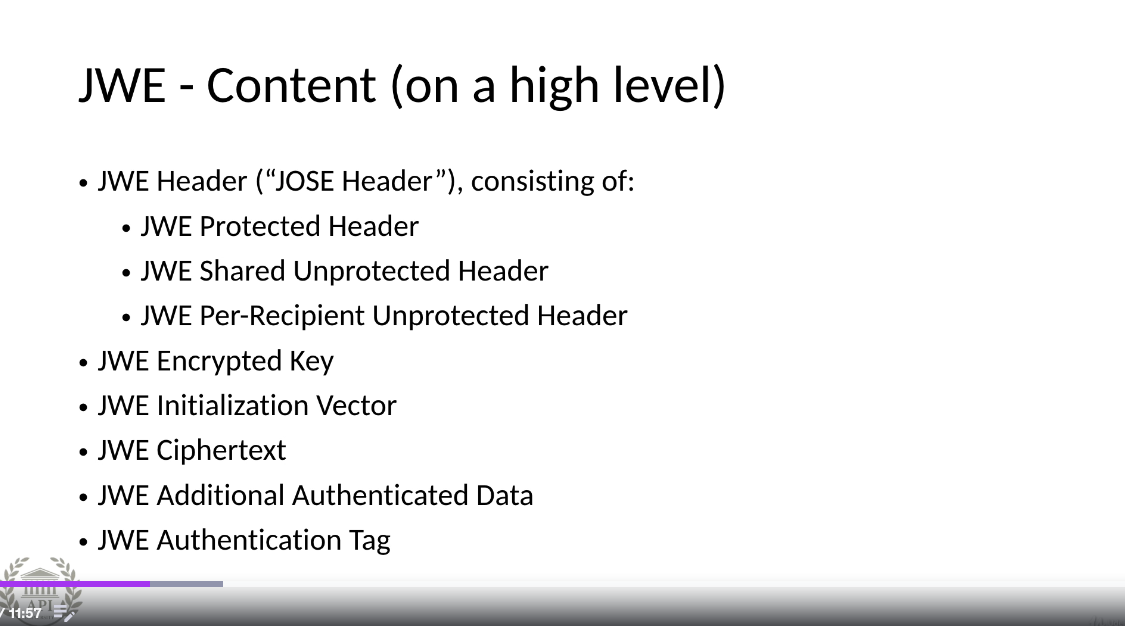 JWE - Content (on a high level)
• JWE Header (“JOSE Header”), consisting of:
• JWE Protected Header
• JWE Shared Unprotected Header
• JWE Per-Recipient Unprotected Header
• JWE Encrypted Key
• JWE Initialization Vector
• JWE Ciphertext
• JWE Additional Authenticated Data
• JWE Authentication Tag
API
/ 11:57